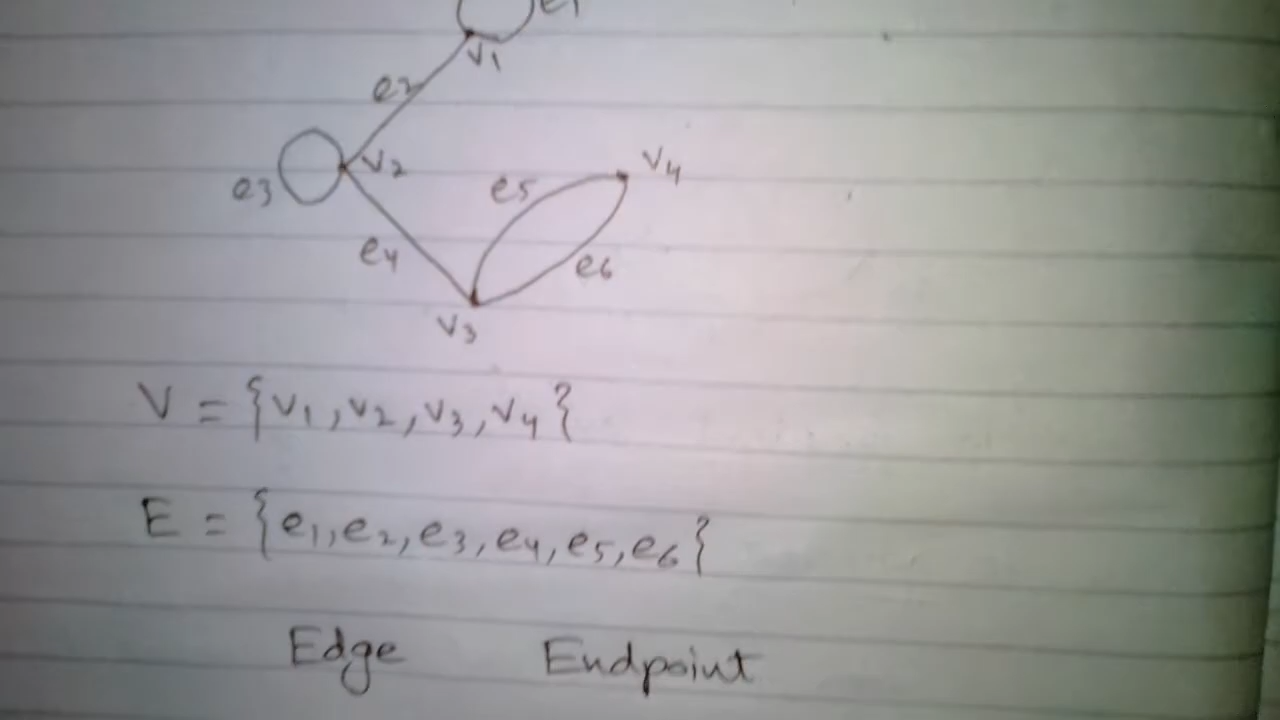 e1
v1
e2
v2
e3
v4
e5
e4
e6
v3
V = {v1, v2, v3, v4}
E = {e1, e2, e3, e4, e5, e6}
Edge Endpoint